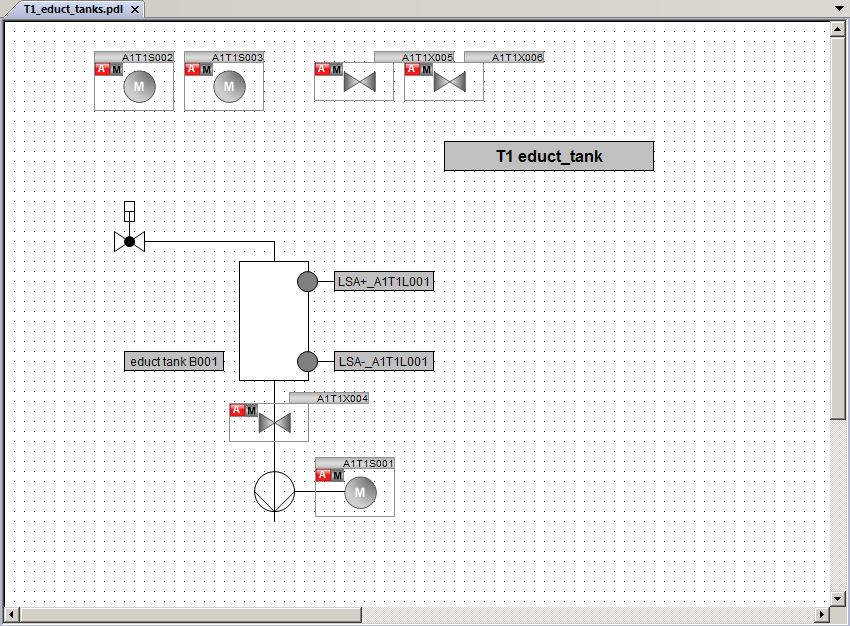 T1_educt_tanks.pdl
A1T1S002 A1T1S003 A1T1X005 A1T1X006
A M A M A M A M
M M
T1 educt_tank
LSA+_A1T1L001
educt tank B001 LSA-_A1T1L001
A1T1X004
A M
A1T1S001
A M
M